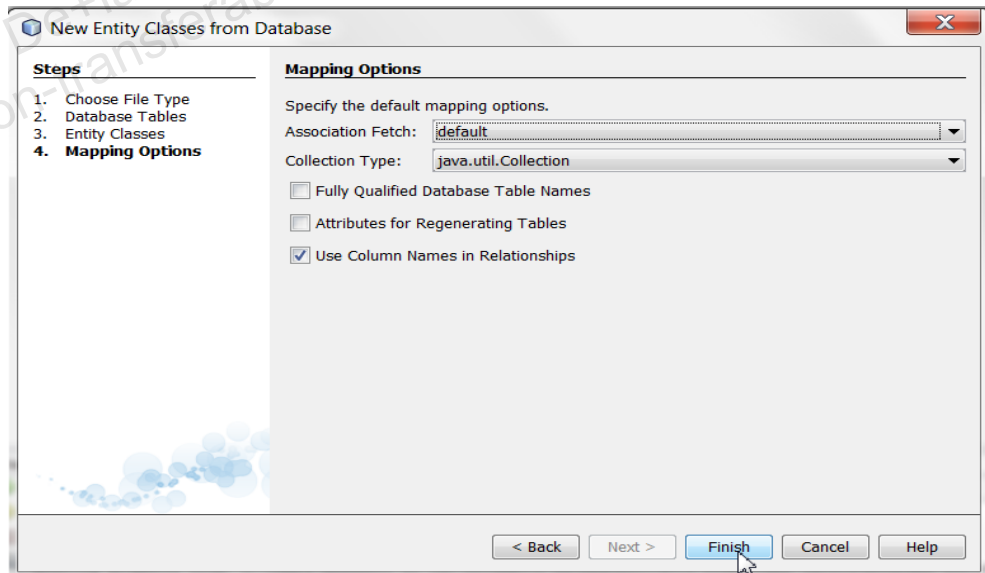 New Entity Classes from Database
Steps
1. Choose File Type
2. Database Tables
3. Entity Classes
4. Mapping Options
Mapping Options
Specify the default mapping options.
Association Fetch: default
Collection Type: java.util.Collection
Fully Qualified Database Table Names
Attributes for Regenerating Tables
Use Column Names in Relationships
< Back Next > Finish Cancel Help